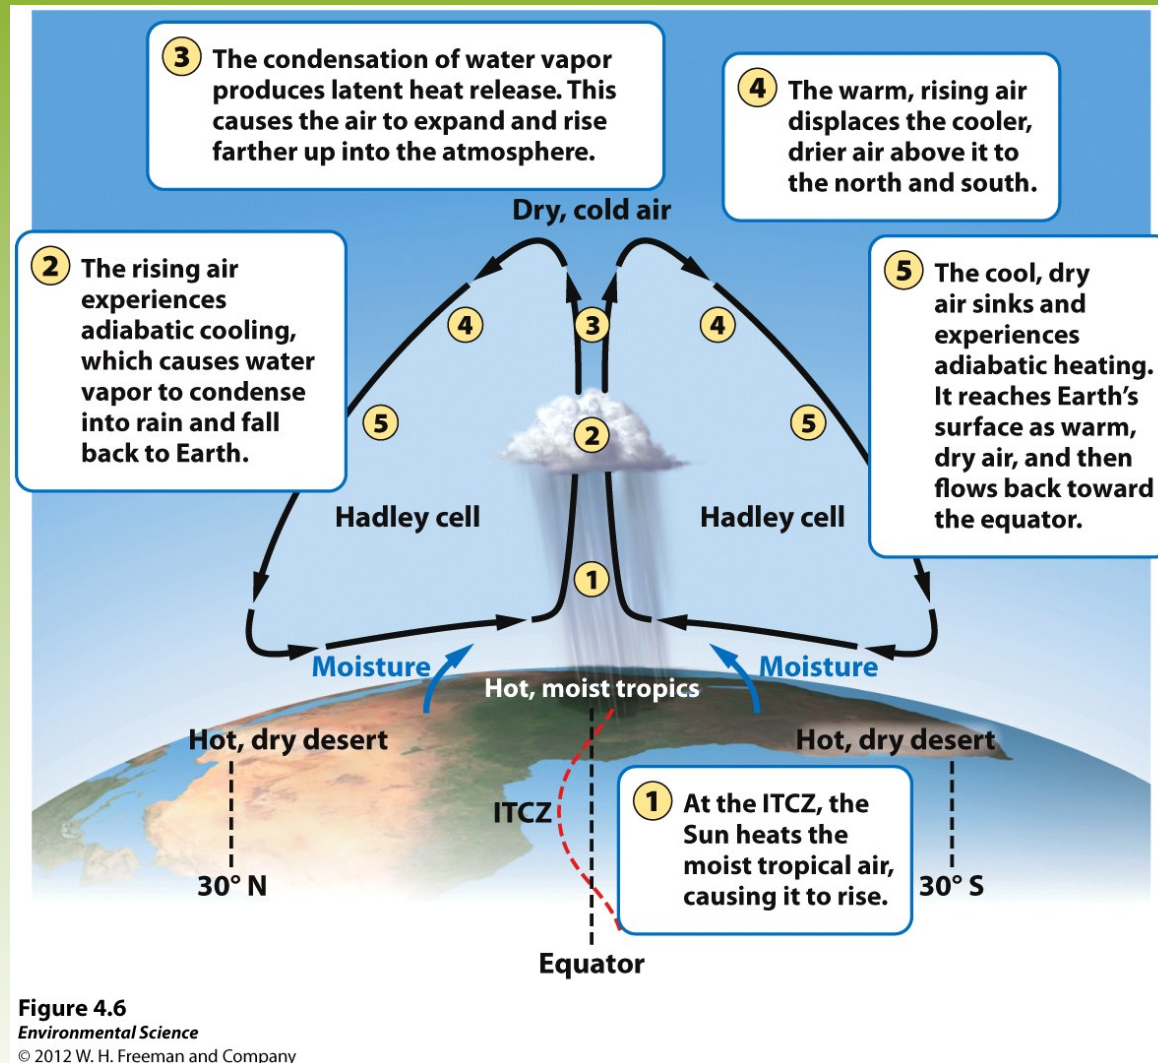 3 The condensation of water vapor
produces latent heat release. This
causes the air to expand and rise
farther up into the atmosphere.
4 The warm, rising air
displaces the cooler,
drier air above it to
the north and south.
Dry, cold air
2 The rising air
experiences
adiabatic cooling,
which causes water
vapor to condense
into rain and fall
back to Earth.
5 The cool, dry
air sinks and
experiences
adiabatic heating.
It reaches Earth's
surface as warm,
dry air, and then
flows back toward
the equator.
4
3
4
5
2
5
Hadley cell
Hadley cell
1
Moisture
Moisture
Hot, moist tropics
Hot, dry desert
Hot, dry desert
ITCZ
1 At the ITCZ, the
Sun heats the
moist tropical air,
causing it to rise.
30° N
30° S
Equator
Figure 4.6
Environmental Science
© 2012 W. H. Freeman and Company